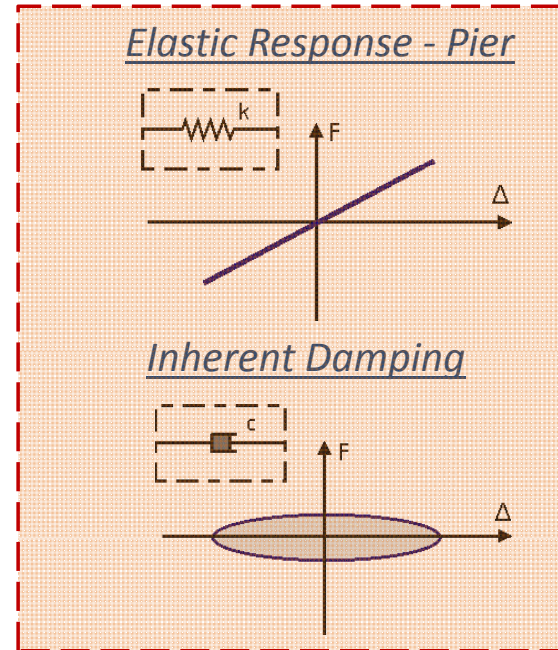 Elastic Response - Pier
k
F
Δ
Inherent Damping
c
F
Δ